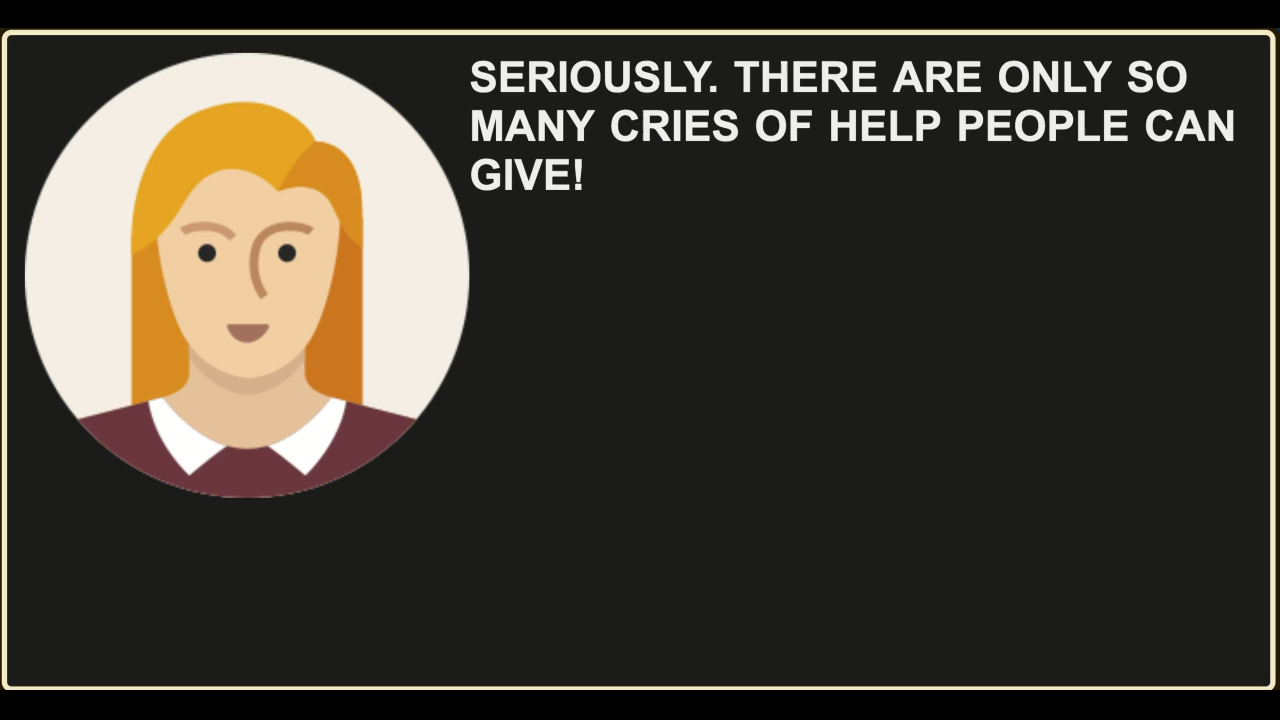 SERIOUSLY. THERE ARE ONLY SO
MANY CRIES OF HELP PEOPLE CAN
GIVE!